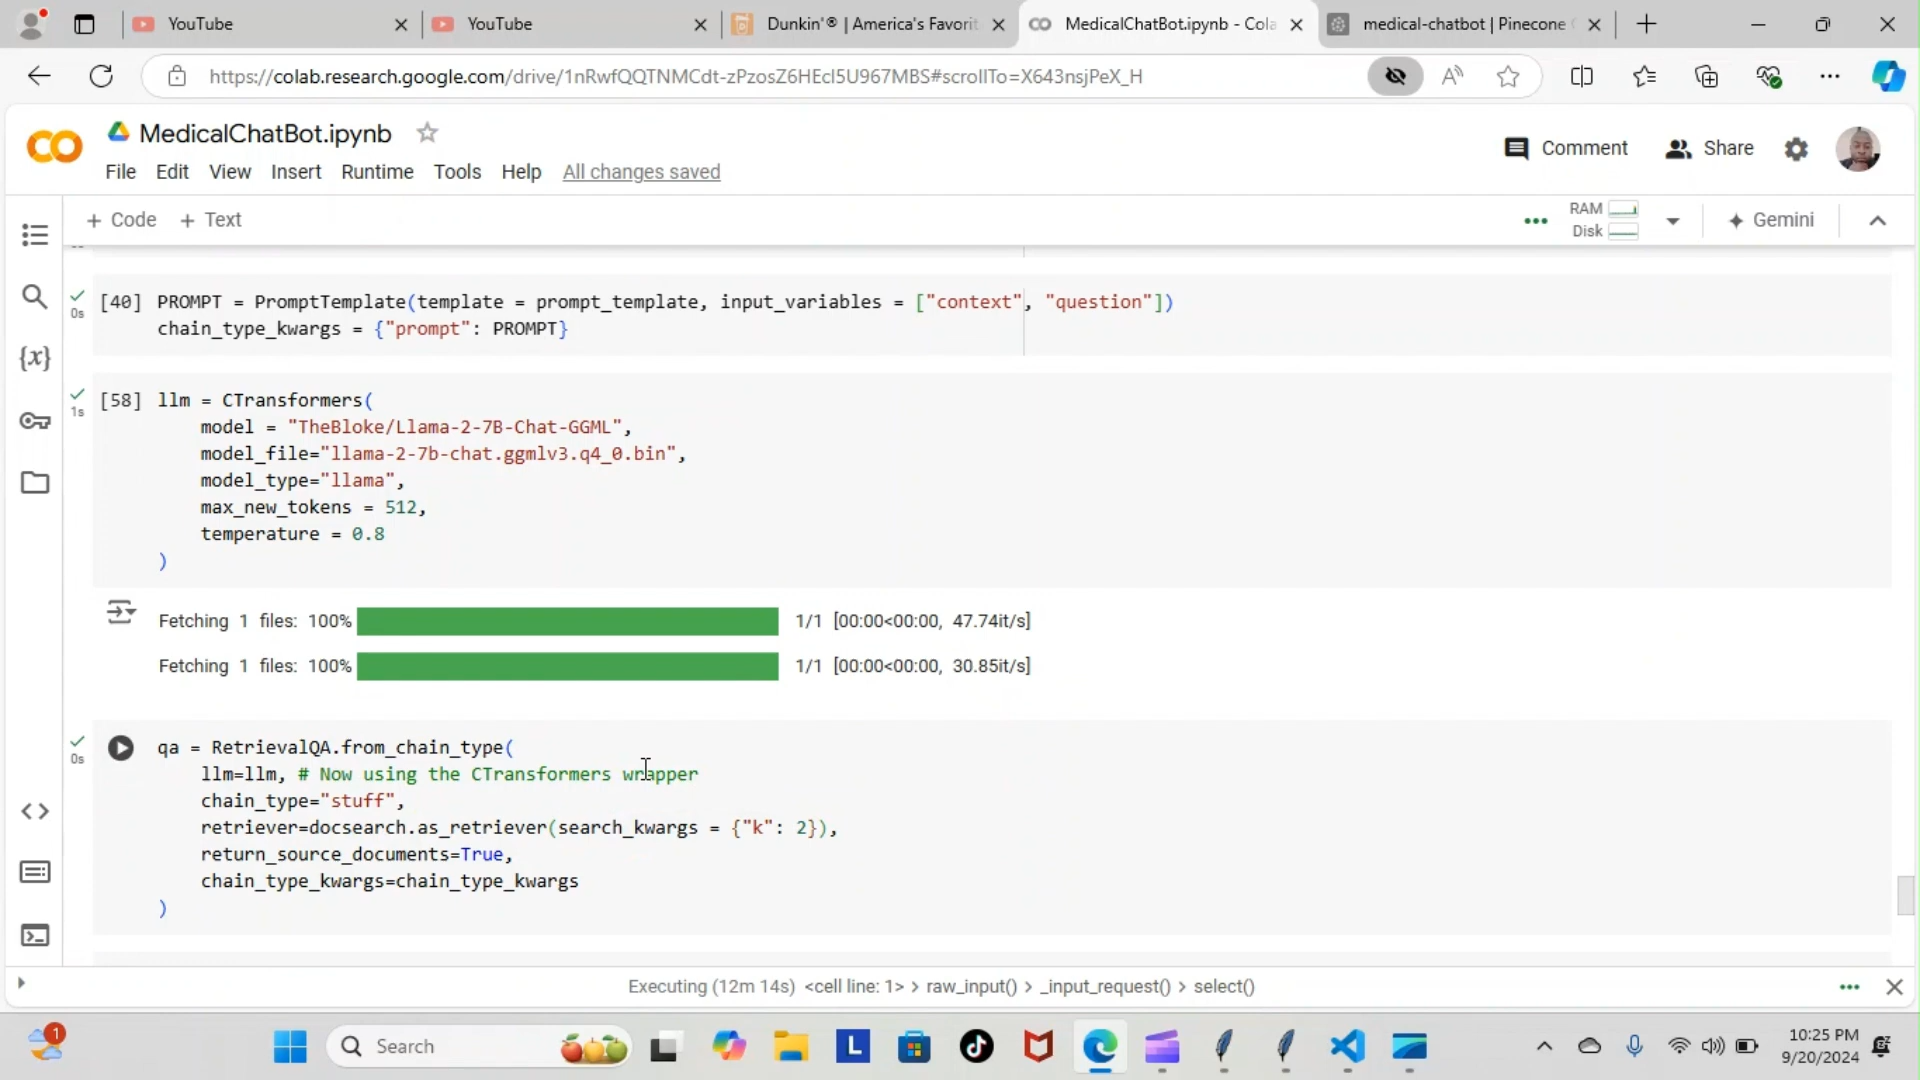 YouTube
YouTube
Dunkin'® | America's Favorit
MedicalChatBot.ipynb - Cola
medical-chatbot | Pinecone
https://colab.research.google.com/drive/1nRwfQQTNMCdt-zPzosZ6HEcI5U967MBS#scrollTo=X643nsjPeX_H
MedicalChatBot.ipynb
Comment
Share
File Edit View Insert Runtime Tools Help All changes saved
+ Code + Text
RAM
Disk
Gemini
[40] PROMPT = PromptTemplate(template = prompt_template, input_variables = ["context", "question"])
0s
chain_type_kwargs = {"prompt": PROMPT}
[58] llm = CTransformers(
1s
model = "TheBloke/Llama-2-7B-Chat-GGML",
model_file="llama-2-7b-chat.ggmlv3.q4_0.bin",
model_type="llama",
max_new_tokens = 512,
temperature = 0.8
)
Fetching 1 files: 100% 1/1 [00:00<00:00, 47.74it/s]
Fetching 1 files: 100% 1/1 [00:00<00:00, 30.85it/s]
qa = RetrievalQA.from_chain_type(
0s
llm=llm, # Now using the CTransformers wrapper
chain_type="stuff",
retriever=docsearch.as_retriever(search_kwargs = {"k": 2}),
return_source_documents=True,
chain_type_kwargs=chain_type_kwargs
)
Executing (12m 14s) <cell line: 1> > raw_input() > _input_request() > select()
1
Search
L
10:25 PM
9/20/2024